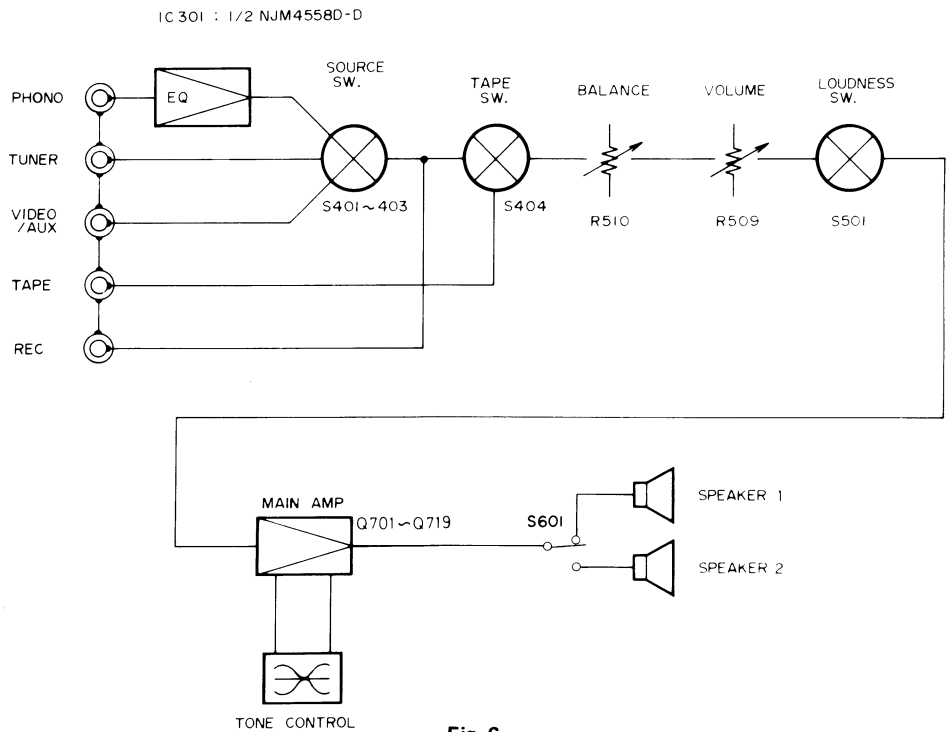 IC301 : 1/2 NJM4558D-D
SOURCE
SW.
TAPE
SW.
BALANCE
VOLUME
LOUDNESS
SW.
PHONO
EQ
TUNER
S401~403
S404
R510
R509
S501
VIDEO
/AUX
TAPE
REC
MAIN AMP
Q701~Q719
S601
SPEAKER 1
SPEAKER 2
TONE CONTROL
Fig. 6